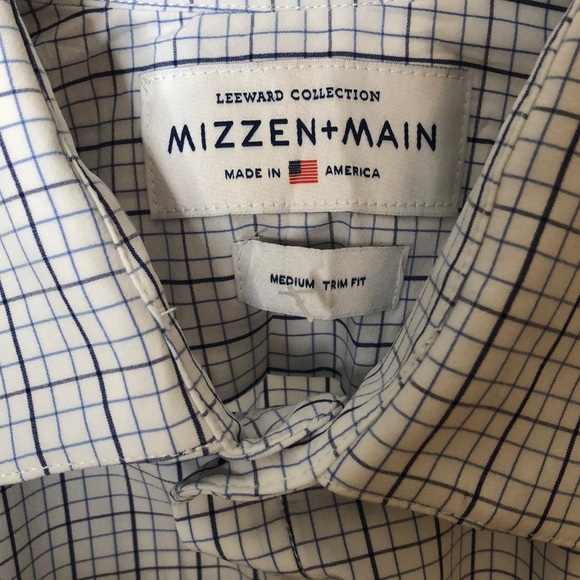 LEEWARD COLLECTION
MIZZEN+MAIN
MADE IN AMERICA
MEDIUM TRIM FIT